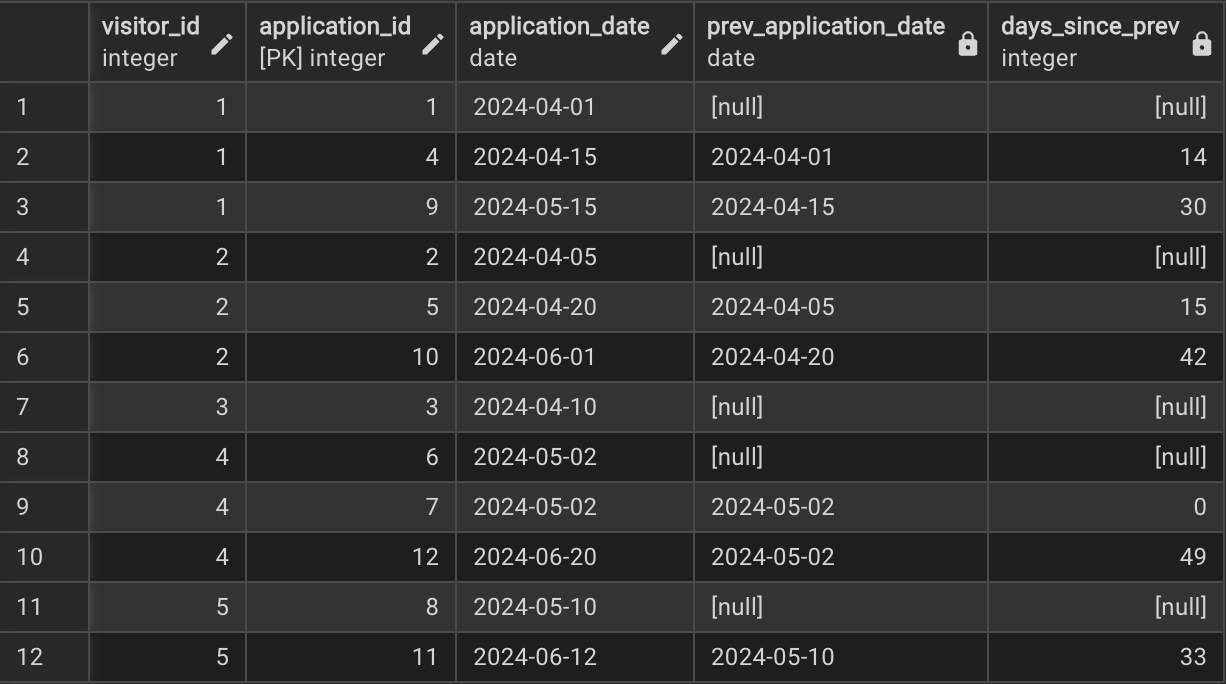 visitor_id application_id application_date prev_application_date days_since_prev
integer [PK] integer date date integer
1 1 1 2024-04-01 [null] [null]
2 1 4 2024-04-15 2024-04-01 14
3 1 9 2024-05-15 2024-04-15 30
4 2 2 2024-04-05 [null] [null]
5 2 5 2024-04-20 2024-04-05 15
6 2 10 2024-06-01 2024-04-20 42
7 3 3 2024-04-10 [null] [null]
8 4 6 2024-05-02 [null] [null]
9 4 7 2024-05-02 2024-05-02 0
10 4 12 2024-06-20 2024-05-02 49
11 5 8 2024-05-10 [null] [null]
12 5 11 2024-06-12 2024-05-10 33